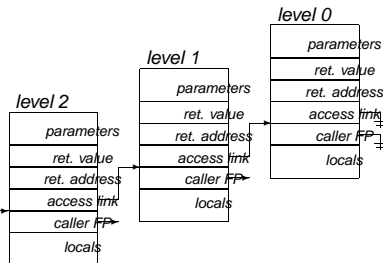 level 0
parameters
ret. value
ret. address
access link
caller FP
locals
level 1
parameters
ret. value
ret. address
access link
caller FP
locals
level 2
parameters
ret. value
ret. address
access link
caller FP
locals